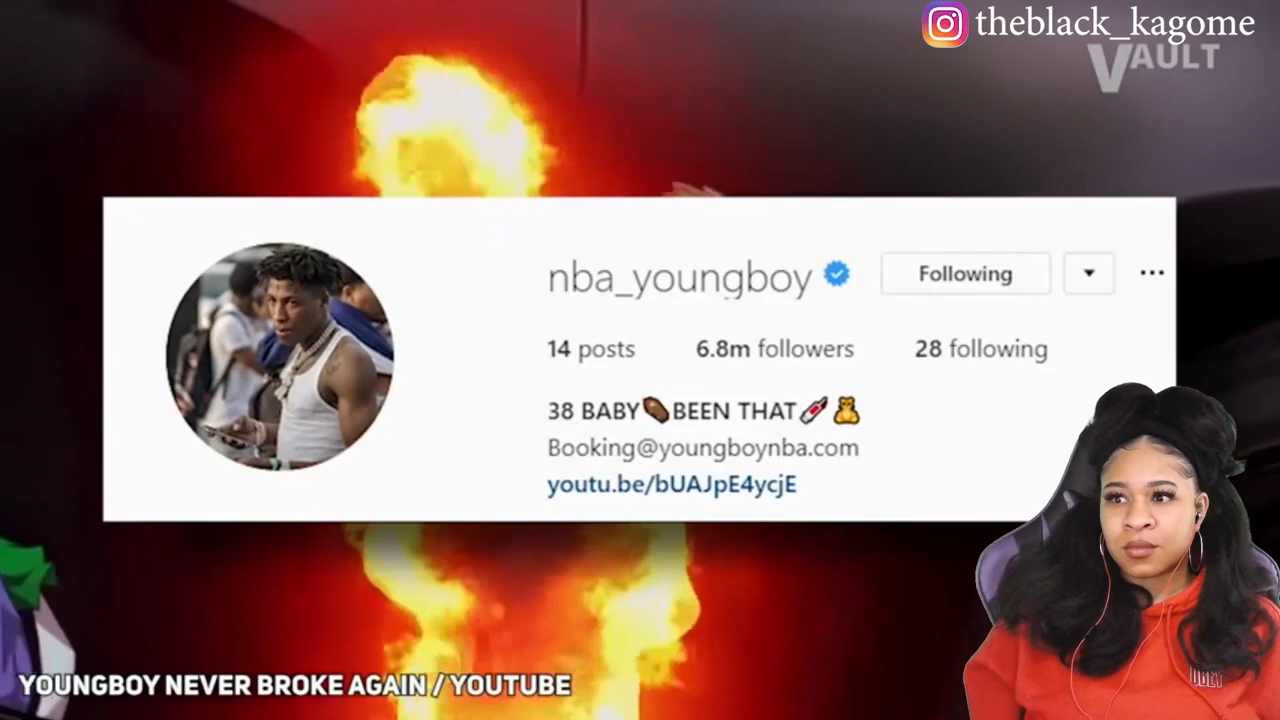 theblack_kagome
VAULT
nba_youngboy Following
14 posts 6.8m followers 28 following
38 BABY⚰️BEEN THAT🔪🧸
Booking@youngboynba.com
youtu.be/bUAJpE4ycjE
OBEY
YOUNGBOY NEVER BROKE AGAIN / YOUTUBE